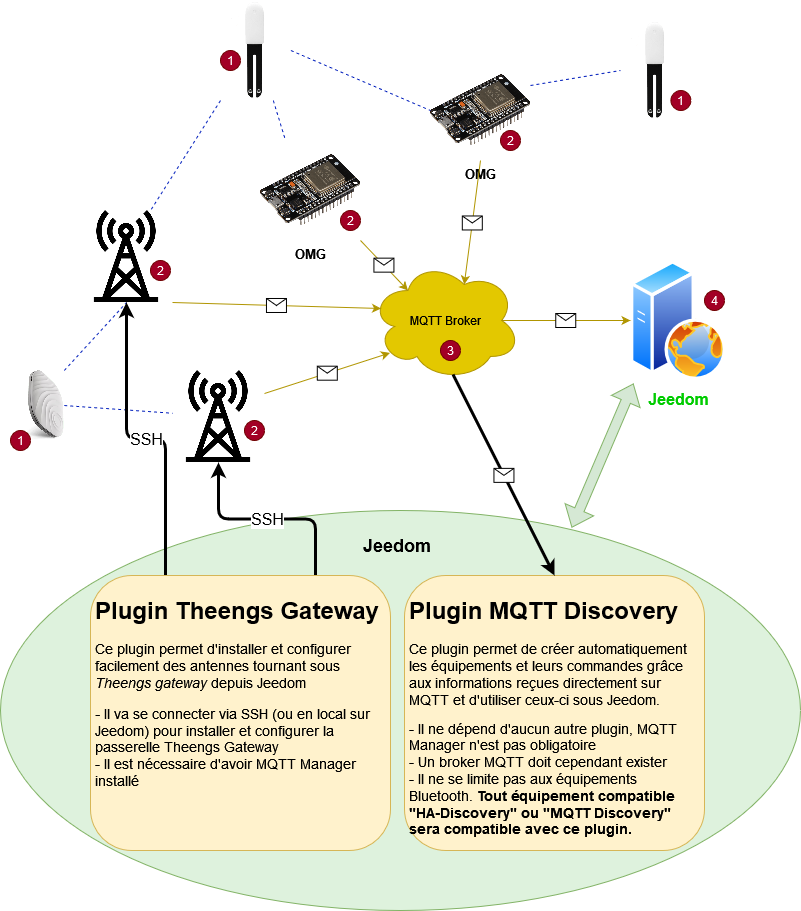 1
1
2
OMG
2
OMG
2
4
MQTT Broker
3
Jeedom
1
2
SSH
SSH
Jeedom
Plugin Theengs Gateway
Ce plugin permet d'installer et configurer
facilement des antennes tournant sous
Theengs gateway depuis Jeedom
- Il va se connecter via SSH (ou en local sur
Jeedom) pour installer et configurer la
passerelle Theengs Gateway
- Il est nécessaire d'avoir MQTT Manager
installé
Plugin MQTT Discovery
Ce plugin permet de créer automatiquement
les équipements et leurs commandes grâce
aux informations reçues directement sur
MQTT et d'utiliser ceux-ci sous Jeedom.
- Il ne dépend d'aucun autre plugin, MQTT
Manager n'est pas obligatoire
- Un broker MQTT doit cependant exister
- Il ne se limite pas aux équipements
Bluetooth. Tout équipement compatible
"HA-Discovery" ou "MQTT Discovery"
sera compatible avec ce plugin.